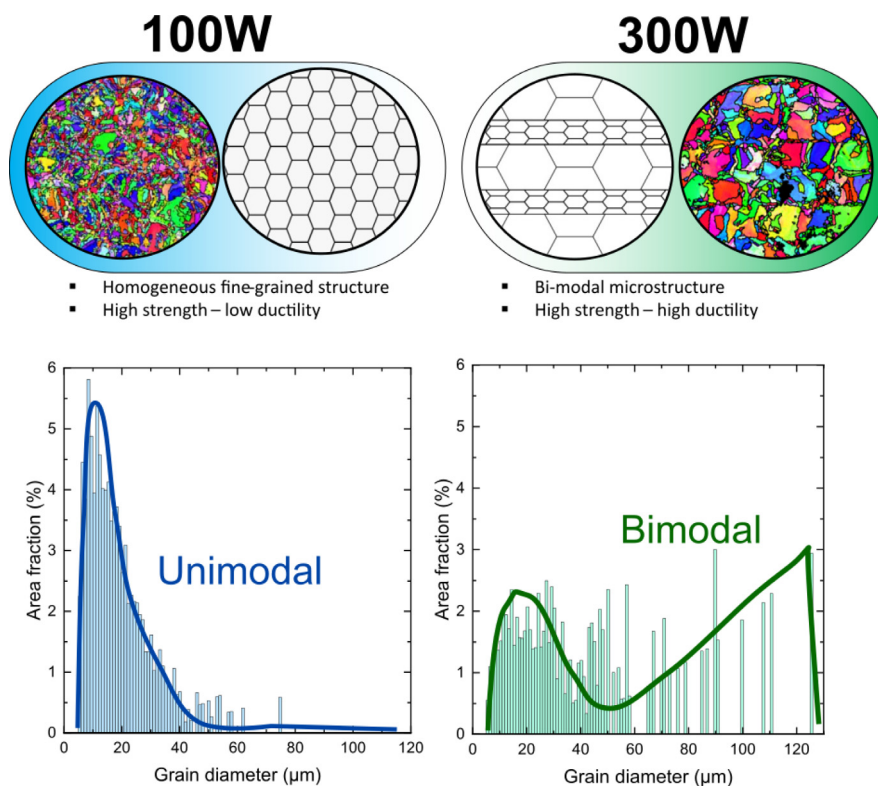 100W
300W
▪ Homogeneous fine-grained structure
▪ High strength – low ductility
▪ Bi-modal microstructure
▪ High strength – high ductility
6
5
4
3
2
1
0
Area fraction (%)
Unimodal
0 20 40 60 80 100 120
Grain diameter (µm)
6
5
4
3
2
1
0
Area fraction (%)
Bimodal
0 20 40 60 80 100 120
Grain diameter (µm)